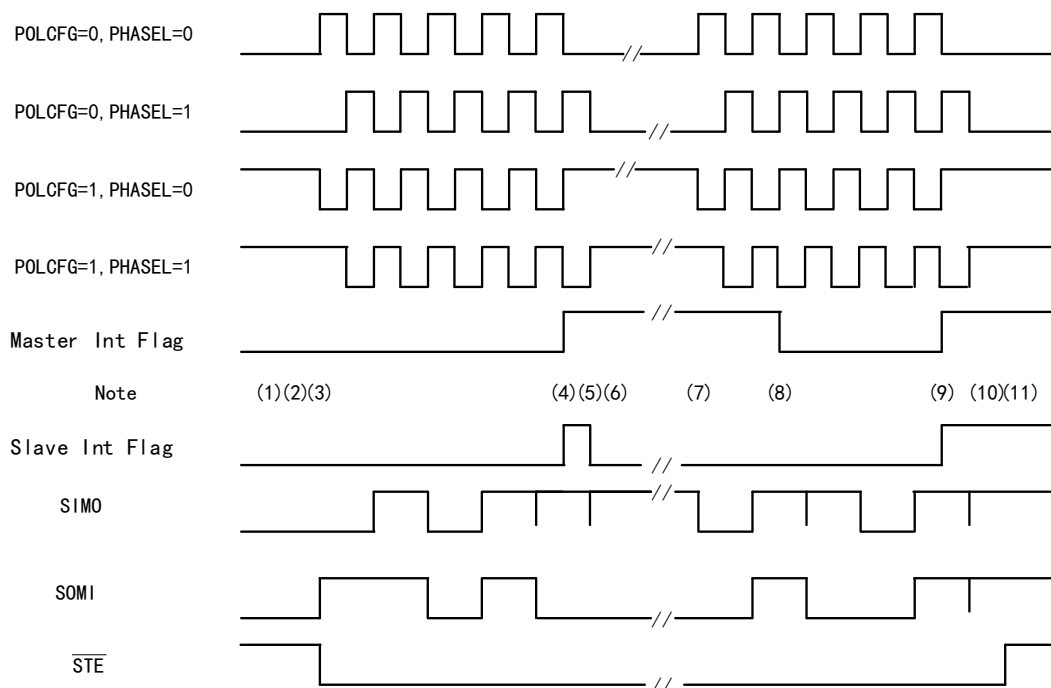 POLCFG=0, PHASEL=0
POLCFG=0, PHASEL=1
POLCFG=1, PHASEL=0
POLCFG=1, PHASEL=1
Master Int Flag
Note (1)(2)(3) (4)(5)(6) (7) (8) (9) (10)(11)
Slave Int Flag
SIMO
SOMI
STE